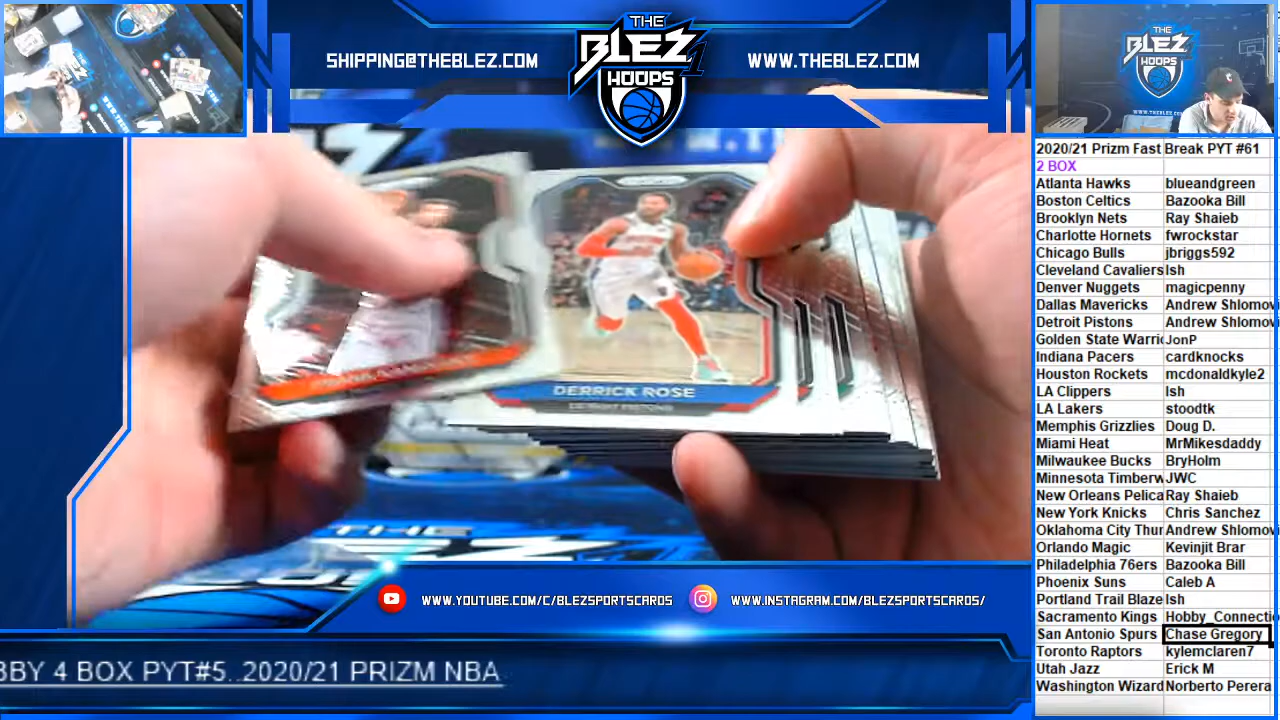 THE
BLEZ
HOOPS
SHIPPING@THEBLEZ.COM
WWW.THEBLEZ.COM
DERRICK ROSE
DETROIT PISTONS
WWW.YOUTUBE.COM/C/BLEZSPORTSCARDS
WWW.INSTAGRAM.COM/BLEZSPORTSCARDS/
BBY 4 BOX PYT#5..2020/21 PRIZM NBA
THE
BLEZ
HOOPS
2020/21 Prizm Fast Break PYT #61
2 BOX
Atlanta Hawks blueandgreen
Boston Celtics Bazooka Bill
Brooklyn Nets Ray Shaieb
Charlotte Hornets fwrockstar
Chicago Bulls jbriggs592
Cleveland Cavaliers Ish
Denver Nuggets magicpenny
Dallas Mavericks Andrew Shlomov
Detroit Pistons Andrew Shlomov
Golden State Warric JonP
Indiana Pacers cardknocks
Houston Rockets mcdonaldkyle2
LA Clippers Ish
LA Lakers stoodtk
Memphis Grizzlies Doug D.
Miami Heat MrMikesdaddy
Milwaukee Bucks BryHolm
Minnesota Timberw JWC
New Orleans Pelica Ray Shaieb
New York Knicks Chris Sanchez
Oklahoma City Thun Andrew Shlomov
Orlando Magic Kevinjit Brar
Philadelphia 76ers Bazooka Bill
Phoenix Suns Caleb A
Portland Trail Blaze Ish
Sacramento Kings Hobby_Connectio
San Antonio Spurs Chase Gregory
Toronto Raptors kylemclaren7
Utah Jazz Erick M
Washington Wizard Norberto Perera